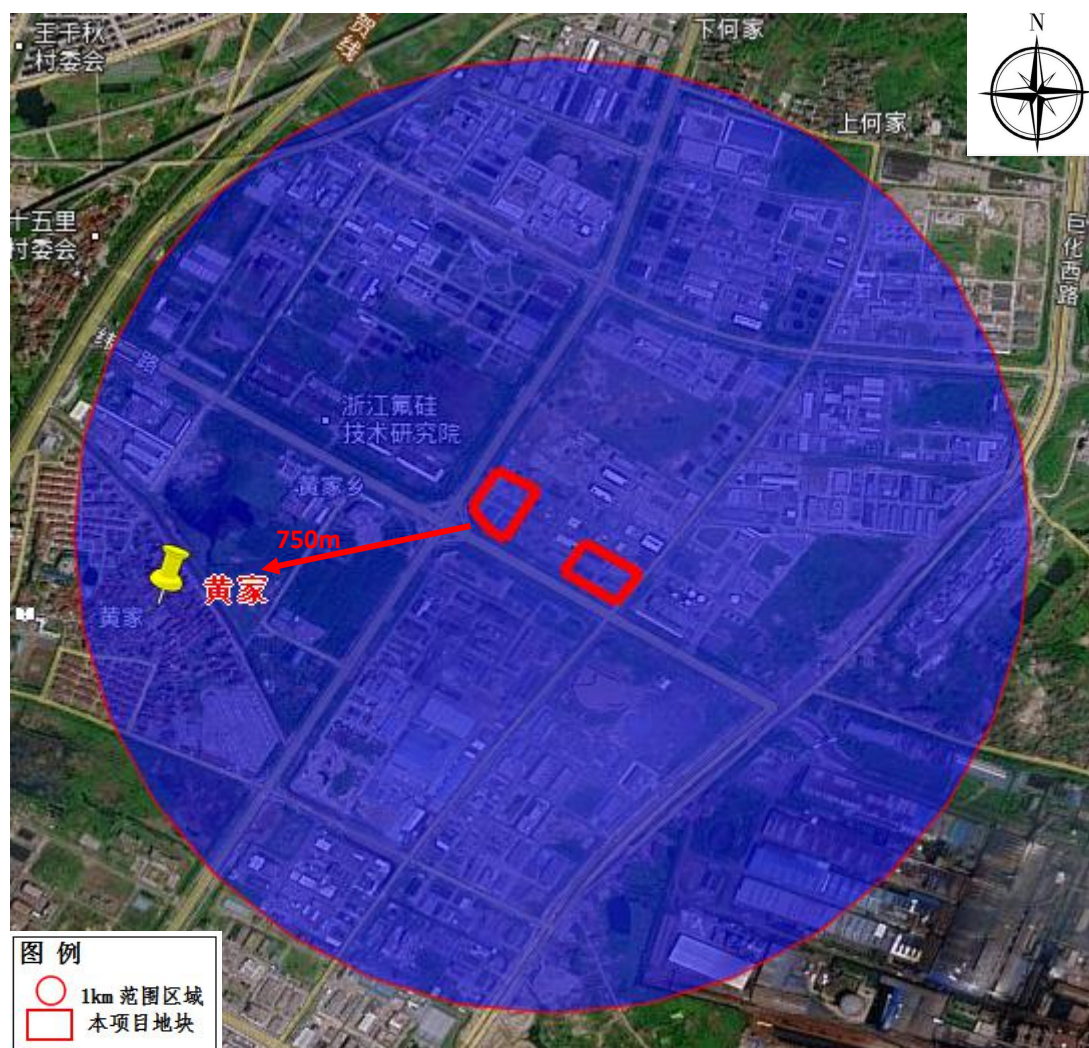 王千秋
村委会
贺线
下何家
N
上何家
十五里
村委会
巨化西路
纬
路
浙江氟硅
技术研究院
黄家乡
750m
黄家
黄家
图 例
1km 范围区域
本项目地块